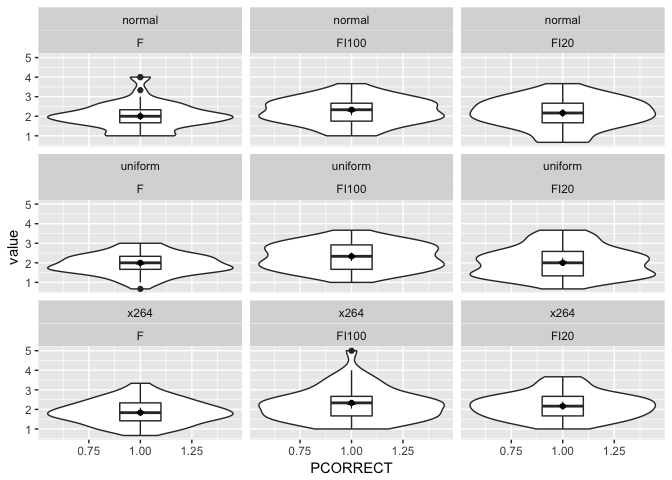 normal normal normal
F FI100 FI20
5
4
3
2
1
uniform uniform uniform
F FI100 FI20
5
4
3
2
1
value
x264 x264 x264
F FI100 FI20
5
4
3
2
1
0.75 1.00 1.25 0.75 1.00 1.25 0.75 1.00 1.25
PCORRECT